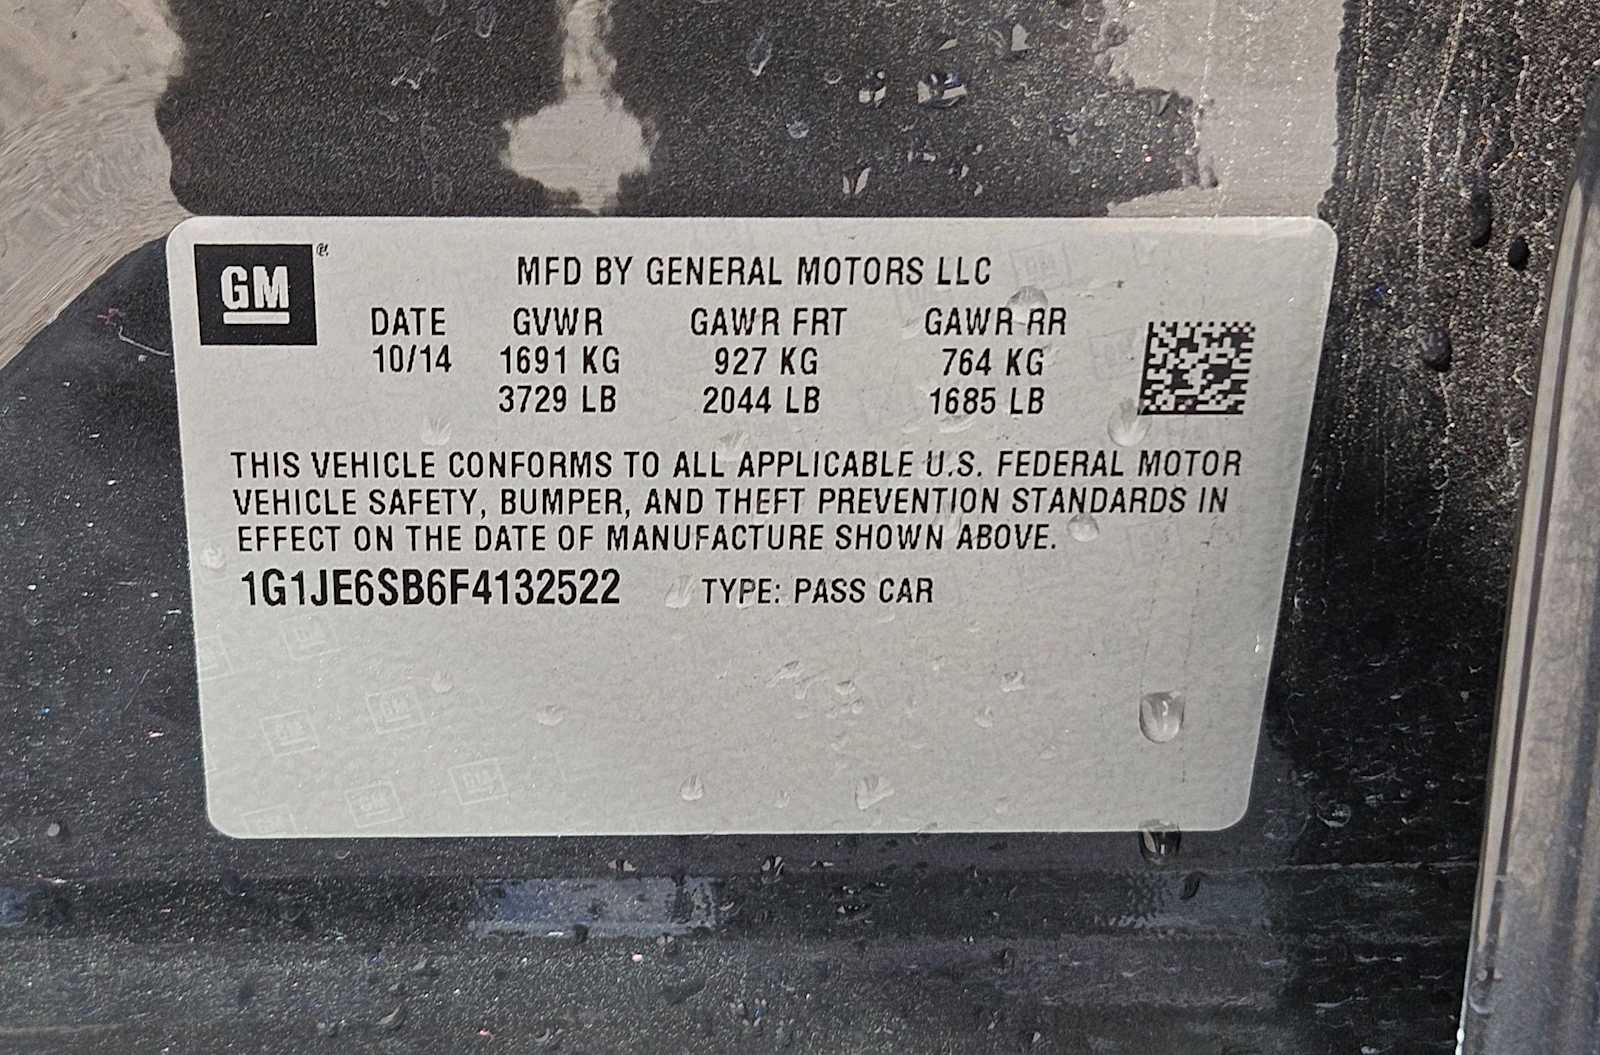 GM®
MFD BY GENERAL MOTORS LLC
DATE GVWR GAWR FRT GAWR RR
10/14 1691 KG 927 KG 764 KG
3729 LB 2044 LB 1685 LB
THIS VEHICLE CONFORMS TO ALL APPLICABLE U.S. FEDERAL MOTOR
VEHICLE SAFETY, BUMPER, AND THEFT PREVENTION STANDARDS IN
EFFECT ON THE DATE OF MANUFACTURE SHOWN ABOVE.
1G1JE6SB6F4132522 TYPE: PASS CAR